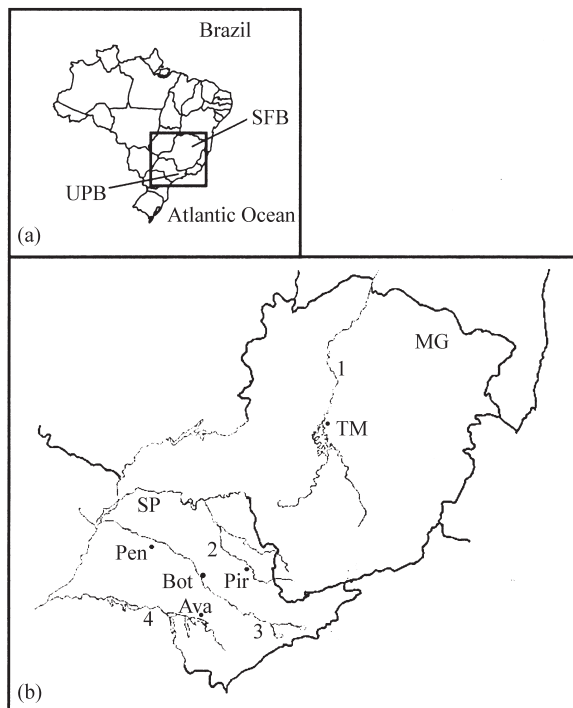 Brazil
SFB
UPB
Atlantic Ocean
(a)
MG
1
TM
SP
Pen
2
Bot
Pir
Ava
4
3
(b)